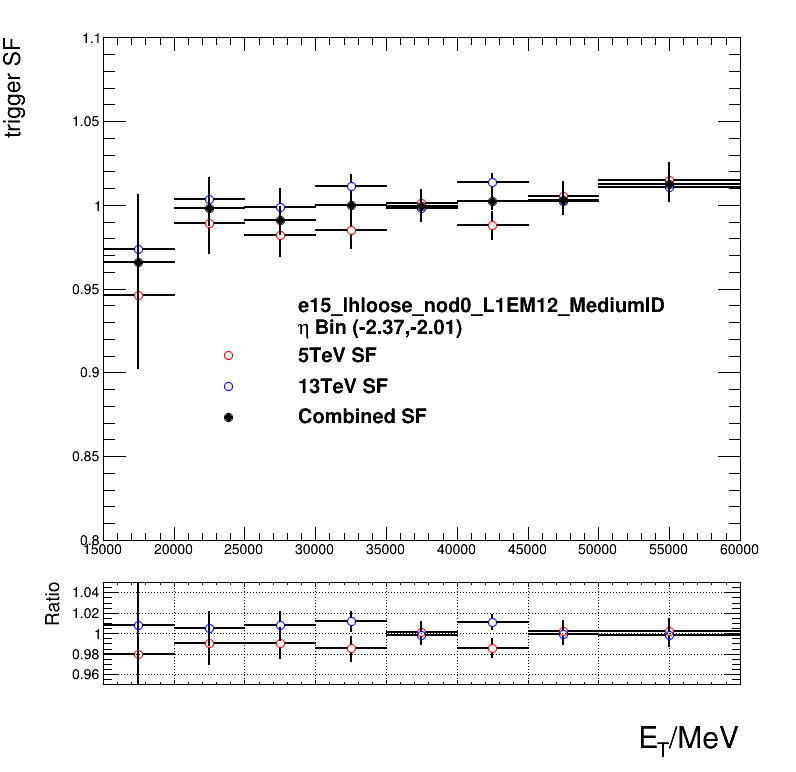 trigger SF
1.1
1.05
1
0.95
0.9
0.85
0.8
e15_lhloose_nod0_L1EM12_MediumID
η Bin (-2.37,-2.01)
5TeV SF
13TeV SF
Combined SF
15000 20000 25000 30000 35000 40000 45000 50000 55000 60000
Ratio
1.04
1.02
1
0.98
0.96
E_T/MeV